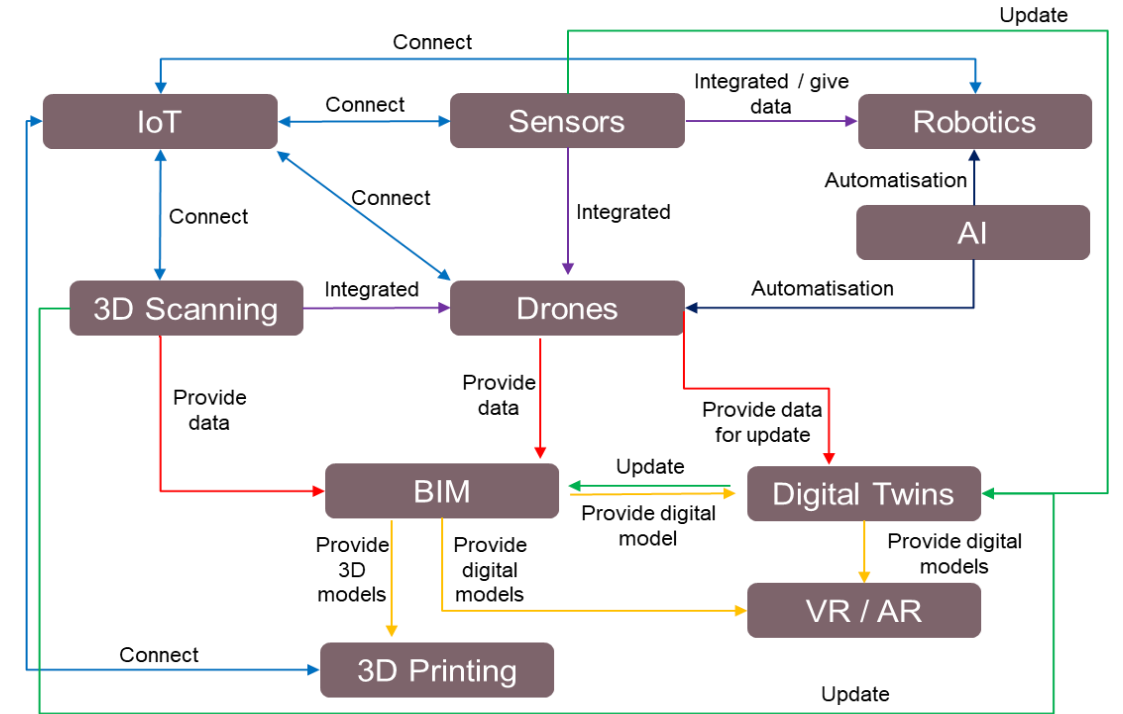 Update
Connect
Integrated / give
data
IoT
Connect
Sensors
Robotics
Automatisation
Connect
Connect
Integrated
AI
3D Scanning
Integrated
Drones
Automatisation
Provide
data
Provide
data
Provide data
for update
BIM
Update
Provide digital
model
Digital Twins
Provide
3D
models
Provide
digital
models
Provide digital
models
VR / AR
Connect
3D Printing
Update